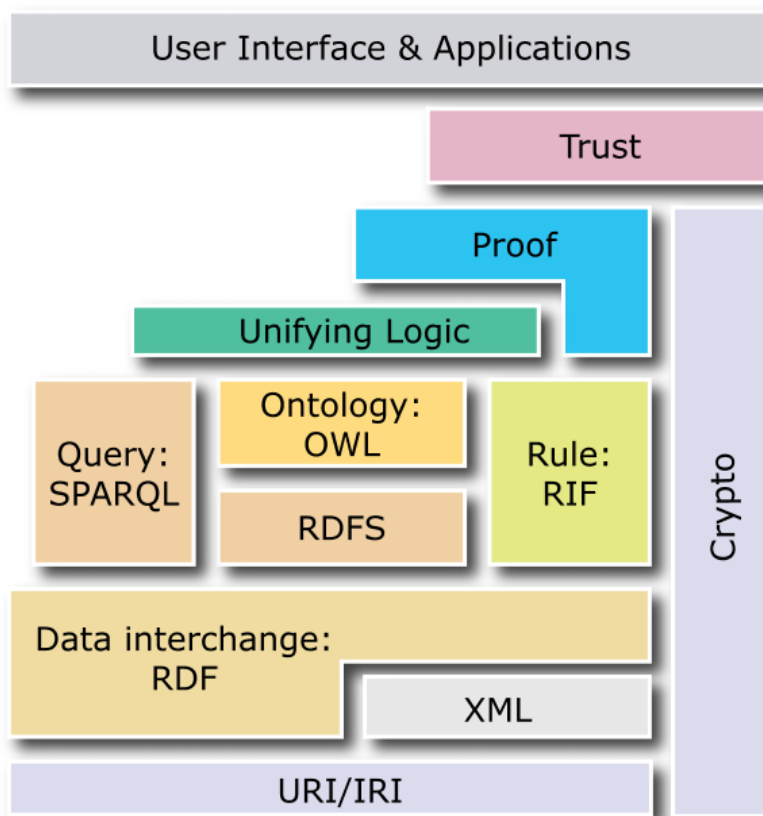 User Interface & Applications
Trust
Proof
Unifying Logic
Query:
SPARQL
Ontology:
OWL
RDFS
Rule:
RIF
Crypto
Data interchange:
RDF
XML
URI/IRI